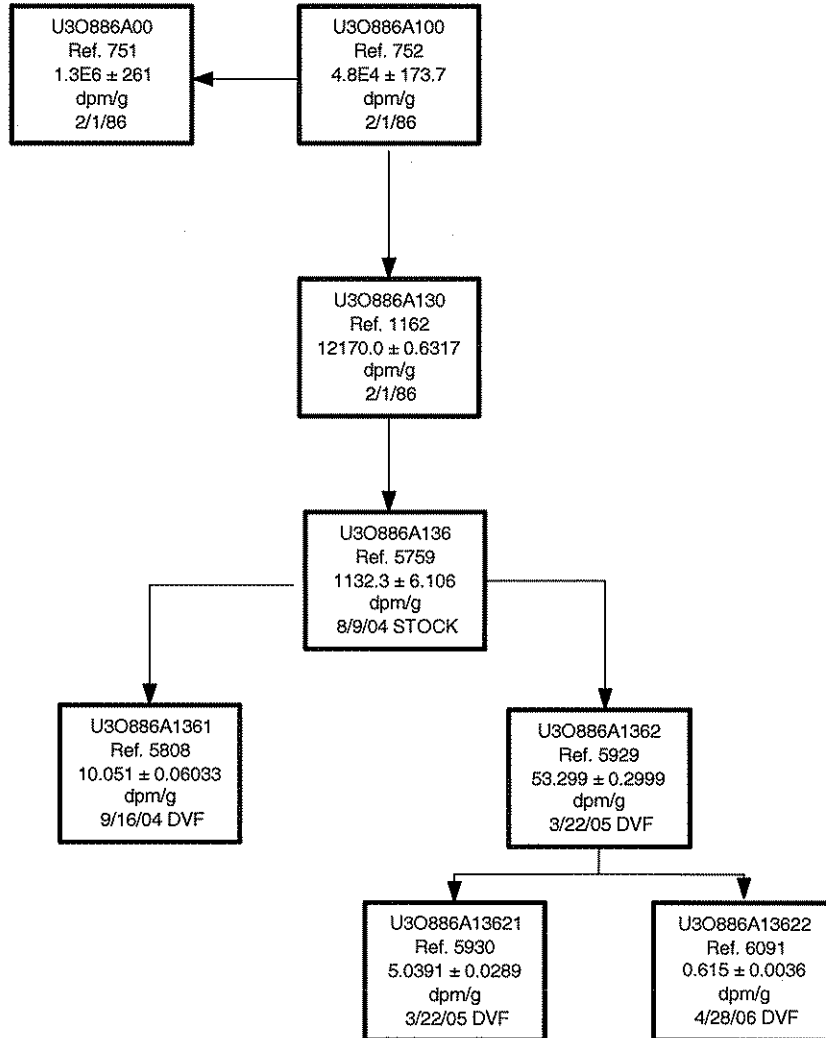 U3O886A00
Ref. 751
1.3E6 ± 261
dpm/g
2/1/86
U3O886A100
Ref. 752
4.8E4 ± 173.7
dpm/g
2/1/86
U3O886A130
Ref. 1162
12170.0 ± 0.6317
dpm/g
2/1/86
U3O886A136
Ref. 5759
1132.3 ± 6.106
dpm/g
8/9/04 STOCK
U3O886A1361
Ref. 5808
10.051 ± 0.06033
dpm/g
9/16/04 DVF
U3O886A1362
Ref. 5929
53.299 ± 0.2999
dpm/g
3/22/05 DVF
U3O886A13621
Ref. 5930
5.0391 ± 0.0289
dpm/g
3/22/05 DVF
U3O886A13622
Ref. 6091
0.615 ± 0.0036
dpm/g
4/28/06 DVF